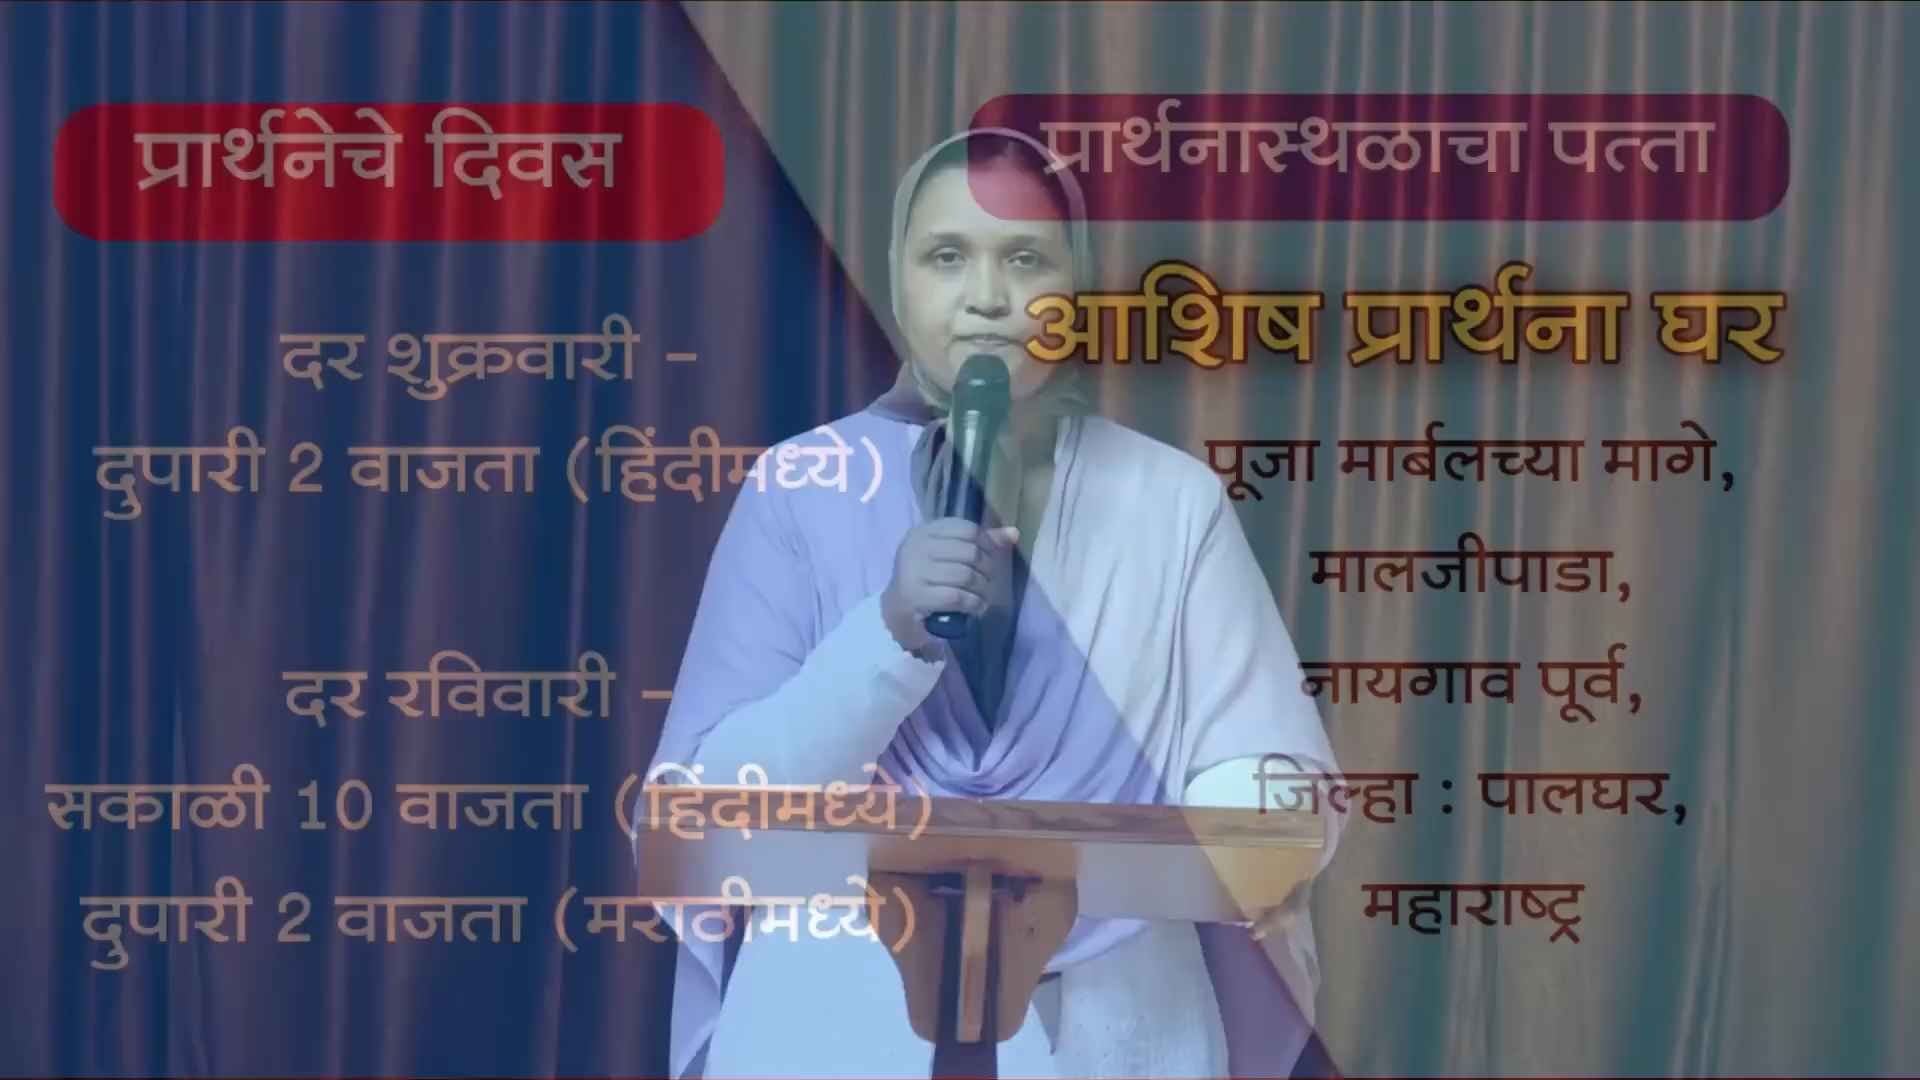 प्रार्थनेचे दिवस
दर शुक्रवारी -
दुपारी 2 वाजता (हिंदीमध्ये)
दर रविवारी -
सकाळी 10 वाजता (हिंदीमध्ये)
दुपारी 2 वाजता (मराठीमध्ये)
प्रार्थनास्थळाचा पत्ता
आशिष प्रार्थना घर
पूजा मार्बलच्या मागे,
मालजीपाडा,
नायगाव पूर्व,
जिल्हा : पालघर,
महाराष्ट्र